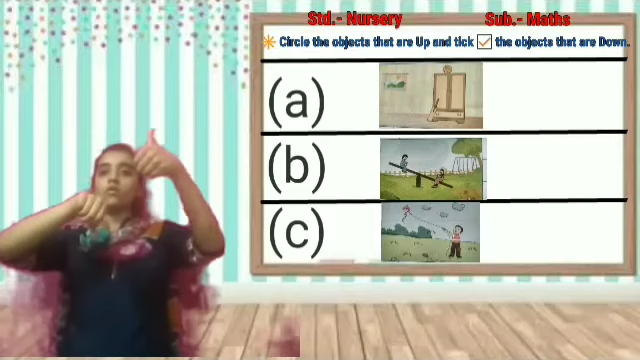 Std.- Nursery Sub.- Maths
Circle the objects that are Up and tick the objects that are Down.
(a)
(b)
(c)